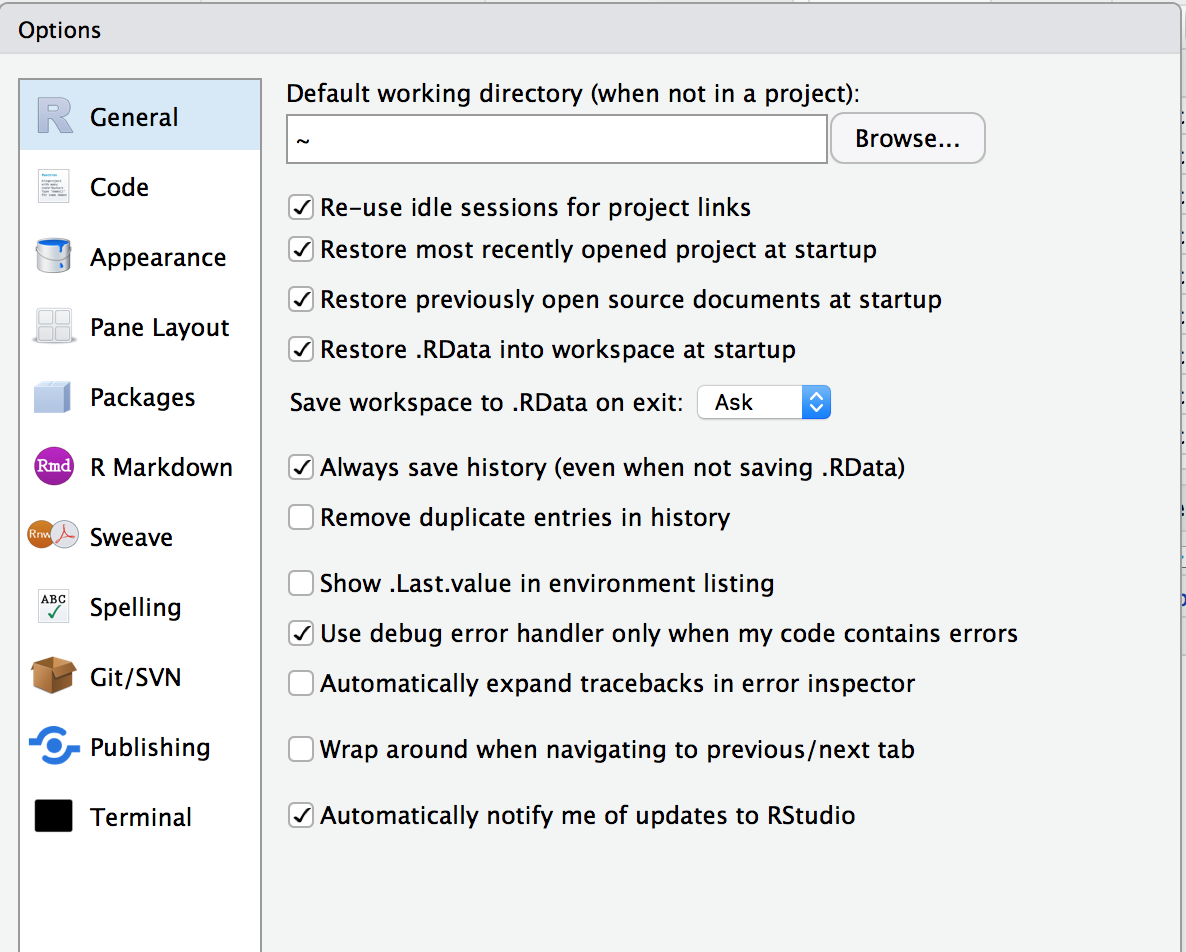 Options
General
Code
Appearance
Pane Layout
Packages
Rmd
R Markdown
Rnw
Sweave
ABC
Spelling
Git/SVN
Publishing
Terminal
Default working directory (when not in a project):
~
Browse...
Re-use idle sessions for project links
Restore most recently opened project at startup
Restore previously open source documents at startup
Restore .RData into workspace at startup
Save workspace to .RData on exit: Ask
Always save history (even when not saving .RData)
Remove duplicate entries in history
Show .Last.value in environment listing
Use debug error handler only when my code contains errors
Automatically expand tracebacks in error inspector
Wrap around when navigating to previous/next tab
Automatically notify me of updates to RStudio